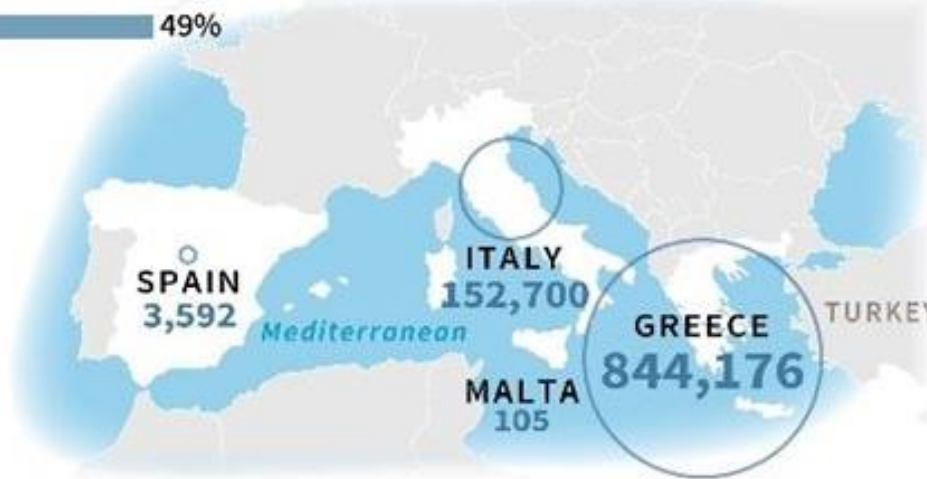 49%
SPAIN
3,592
ITALY
152,700
Mediterranean
GREECE
844,176
TURKEY
MALTA
105